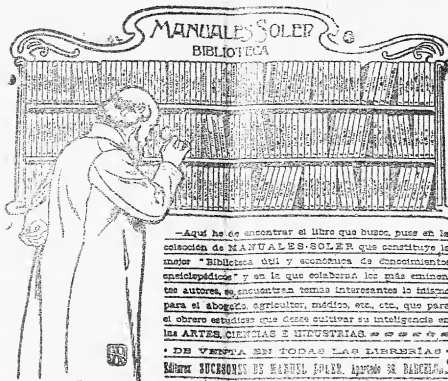 MANUALES SOLER
BIBLIOTECA
—Aquí he de encontrar el libro que busco, pues en la
colección de MANUALES-SOLER que constituye la
mejor "Biblioteca útil y económica de conocimientos
enciclopédicos" y en la que colaboran los más eminen
tes autores, se encuentran temas interesantes lo mismo
para el abogado, agricultor, médico, etc., etc., que para
el obrero estudioso que desee cultivar su inteligencia en
las ARTES, CIENCIAS E INDUSTRIAS.
DE VENTA EN TODAS LAS LIBRERIAS
Editores SUCESORES DE MANUEL SOLER. Apartado 89. BARCELONA